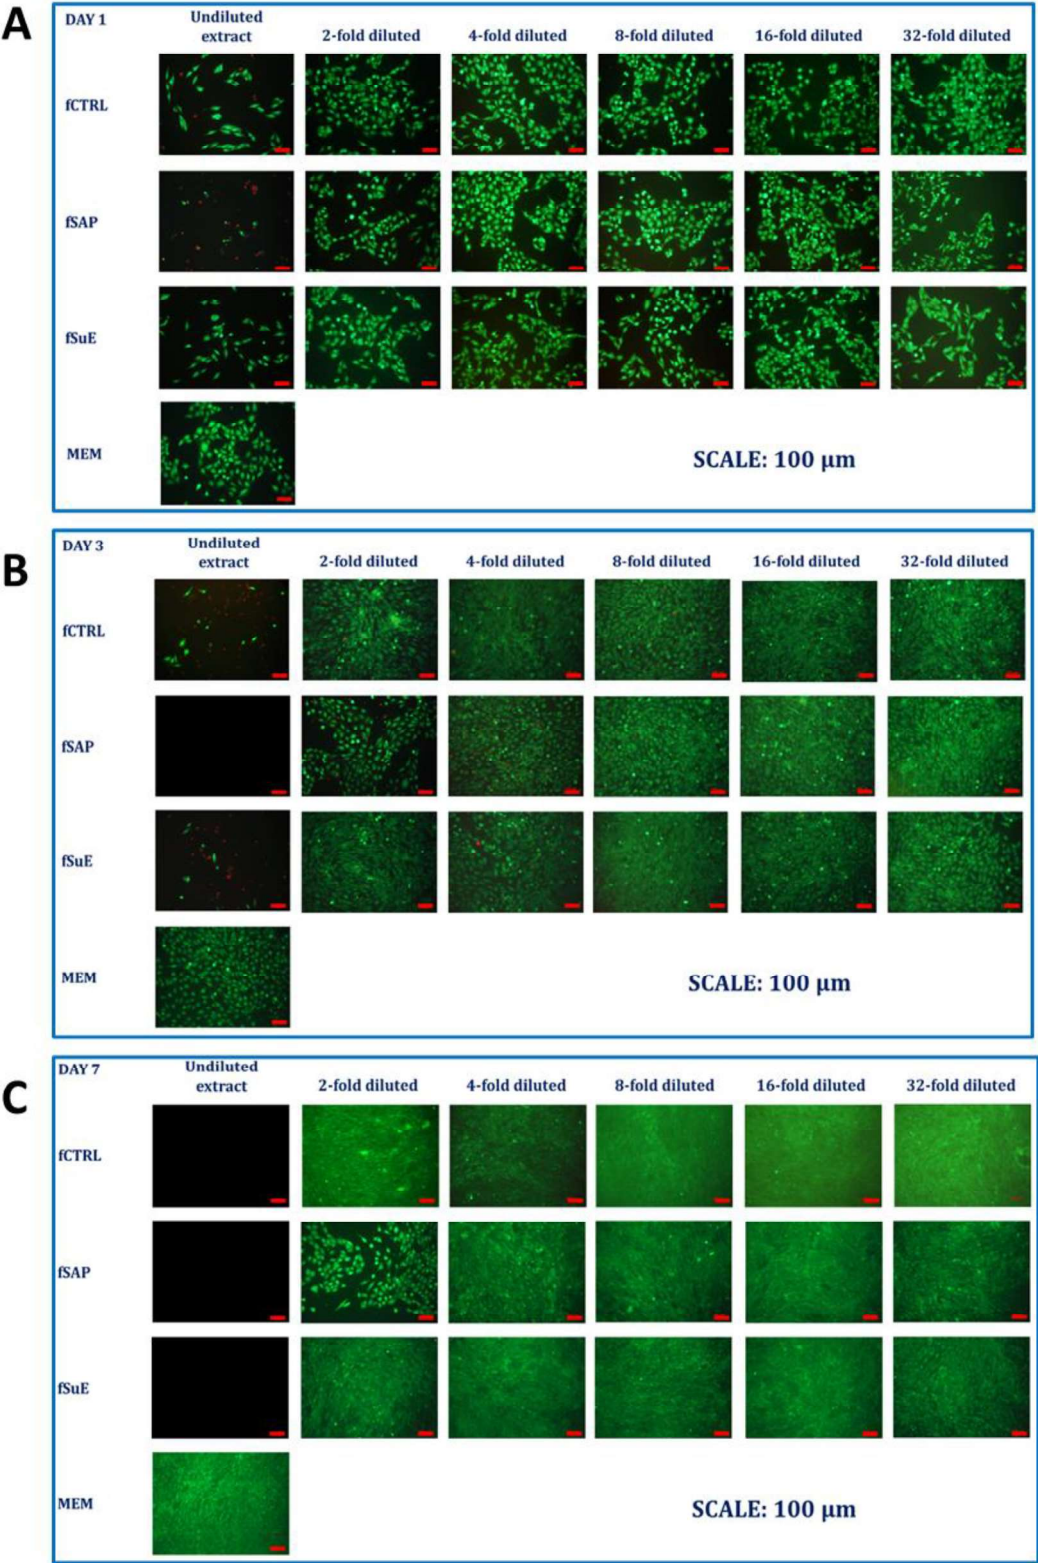 A
DAY 1
Undiluted
extract
2-fold diluted
4-fold diluted
8-fold diluted
16-fold diluted
32-fold diluted
fCTRL
fSAP
fSuE
MEM
SCALE: 100 μm
B
DAY 3
Undiluted
extract
2-fold diluted
4-fold diluted
8-fold diluted
16-fold diluted
32-fold diluted
fCTRL
fSAP
fSuE
MEM
SCALE: 100 μm
C
DAY 7
Undiluted
extract
2-fold diluted
4-fold diluted
8-fold diluted
16-fold diluted
32-fold diluted
fCTRL
fSAP
fSuE
MEM
SCALE: 100 μm